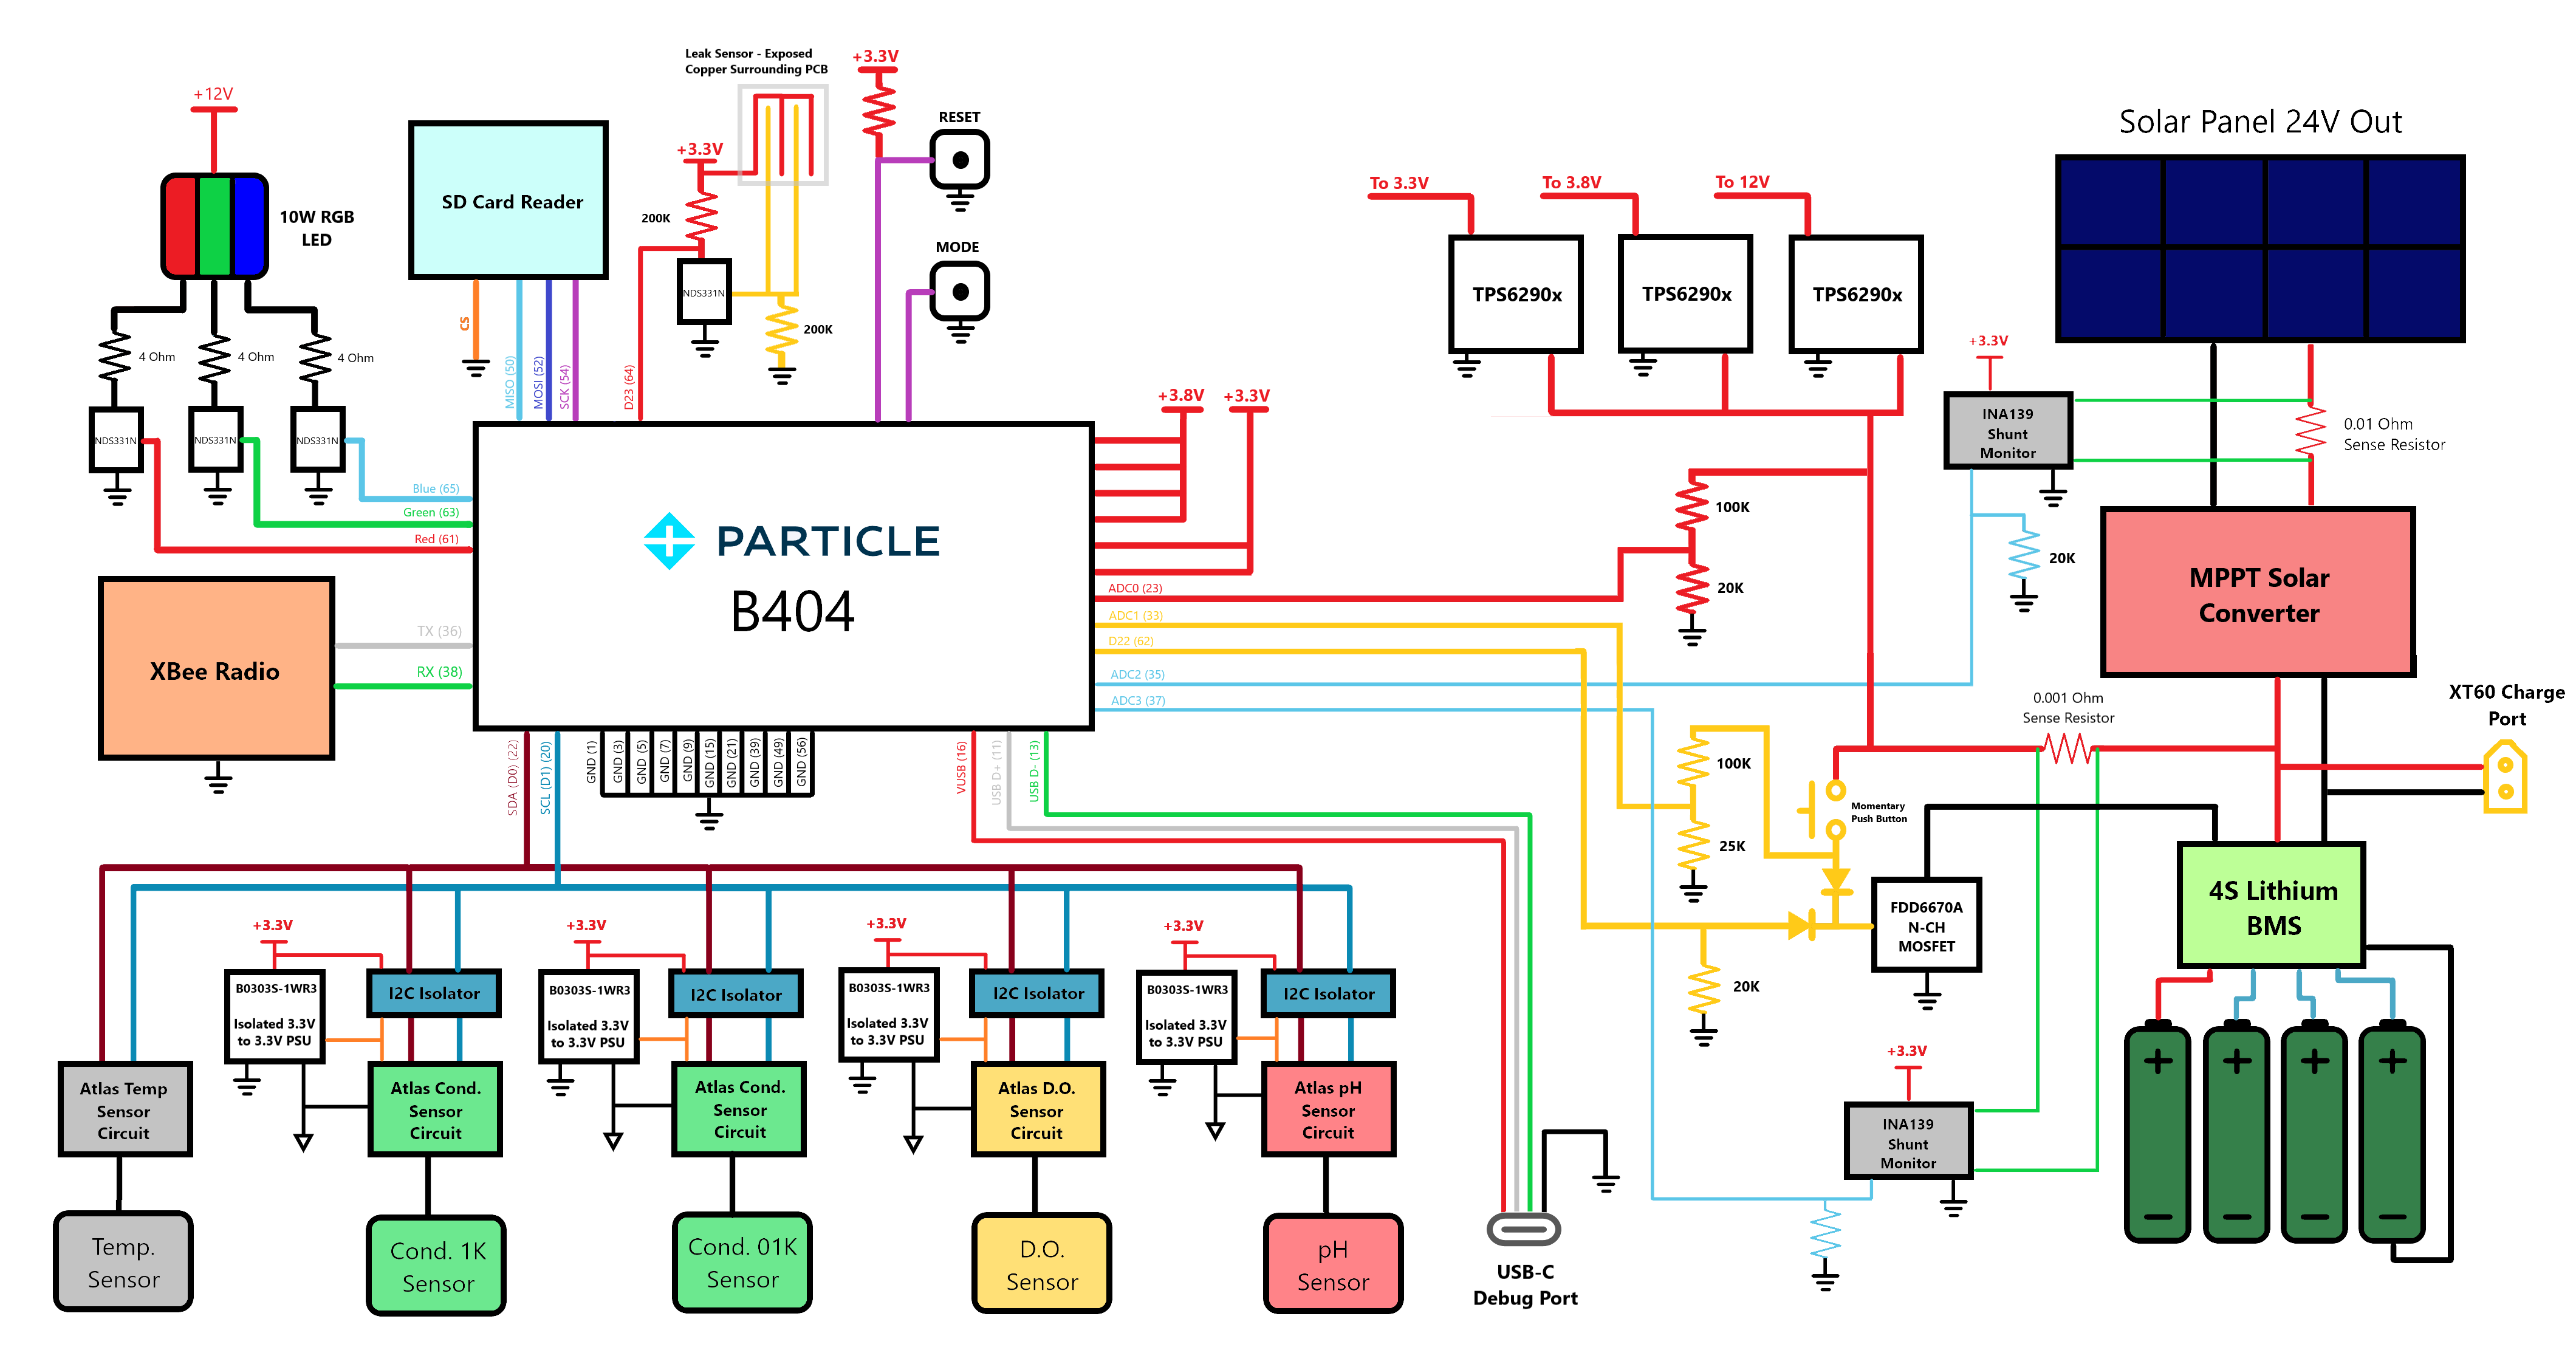 Leak Sensor - Exposed
Copper Surrounding PCB
+3.3V
+12V
RESET
Solar Panel 24V Out
+3.3V
SD Card Reader
10W RGB
LED
200K
MODE
To 3.3V
To 3.8V
To 12V
NDS331N
200K
TPS6290x
TPS6290x
TPS6290x
4 Ohm
4 Ohm
4 Ohm
CS
MISO (50)
MOSI (52)
SCK (54)
D23 (64)
+3.3V
INA139
Shunt
Monitor
0.01 Ohm
Sense Resistor
+3.8V
+3.3V
NDS331N
NDS331N
NDS331N
Blue (65)
Green (63)
Red (61)
PARTICLE
B404
100K
20K
20K
MPPT Solar
Converter
ADC0 (23)
ADC1 (33)
D22 (62)
ADC2 (35)
ADC3 (37)
XBee Radio
TX (36)
RX (38)
0.001 Ohm
Sense Resistor
XT60 Charge
Port
SDA (D0) (22)
SCL (D1) (20)
GND (1)
GND (3)
GND (5)
GND (7)
GND (9)
GND (15)
GND (21)
GND (39)
GND (49)
GND (56)
VUSB (16)
USB D+ (11)
USB D- (13)
100K
25K
Momentary
Push Button
FDD6670A
N-CH
MOSFET
4S Lithium
BMS
20K
+3.3V
+3.3V
+3.3V
+3.3V
B0303S-1WR3
Isolated 3.3V
to 3.3V PSU
I2C Isolator
B0303S-1WR3
Isolated 3.3V
to 3.3V PSU
I2C Isolator
B0303S-1WR3
Isolated 3.3V
to 3.3V PSU
I2C Isolator
B0303S-1WR3
Isolated 3.3V
to 3.3V PSU
I2C Isolator
Atlas Temp
Sensor
Circuit
Atlas Cond.
Sensor
Circuit
Atlas Cond.
Sensor
Circuit
Atlas D.O.
Sensor
Circuit
Atlas pH
Sensor
Circuit
+3.3V
INA139
Shunt
Monitor
Temp.
Sensor
Cond. 1K
Sensor
Cond. 01K
Sensor
D.O.
Sensor
pH
Sensor
USB-C
Debug Port